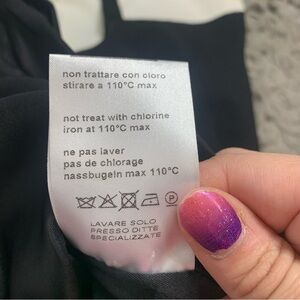 non trattare con cloro
stirare a 110°C max
not treat with chlorine
iron at 110°C max
ne pas laver
pas de chlorage
nassbugeln max 110°C
P
LAVARE SOLO
PRESSO DITTE
SPECIALIZZATE